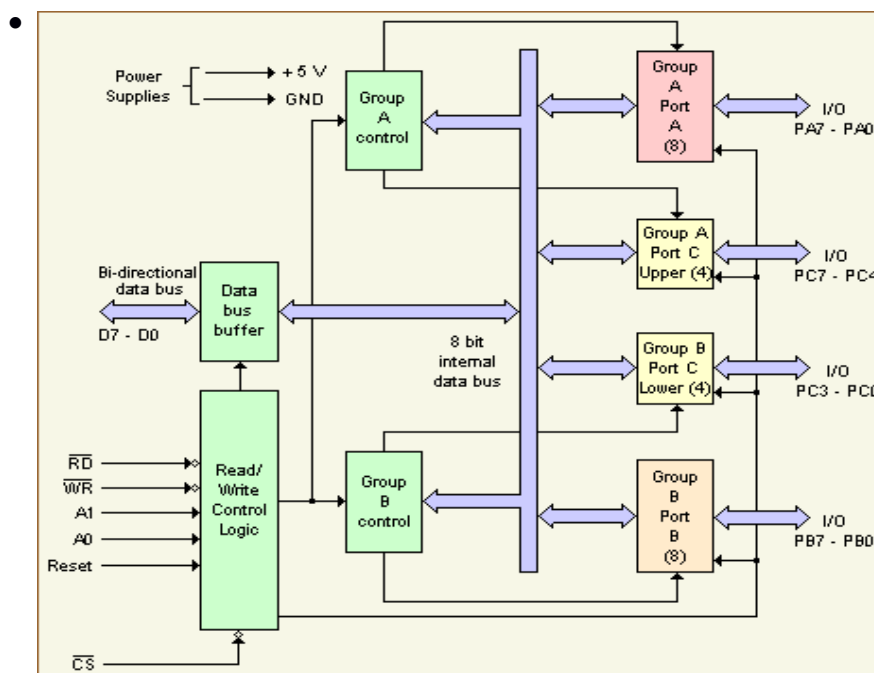 Power
Supplies
+5 V
GND
Group
A
control
Group
A
Port
A
(8)
I/O
PA7 - PA0
Group A
Port C
Upper (4)
I/O
PC7 - PC4
Bi-directional
data bus
D7 - D0
Data
bus
buffer
8 bit
internal
data bus
Group B
Port C
Lower (4)
I/O
PC3 - PC0
RD
WR
A1
A0
Reset
CS
Read/
Write
Control
Logic
Group
B
control
Group
B
Port
B
(8)
I/O
PB7 - PB0